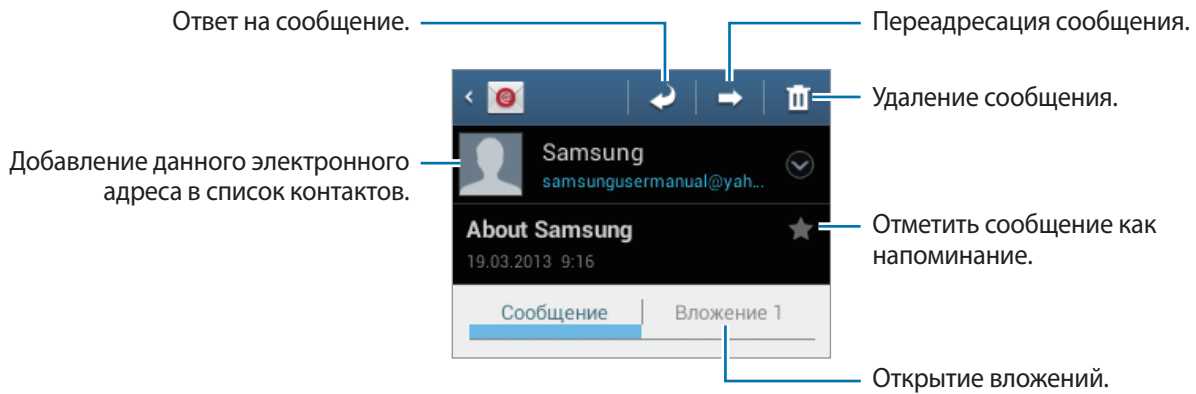 Ответ на сообщение.
Переадресация сообщения.
Удаление сообщения.
Добавление данного электронного
адреса в список контактов.
Samsung
samsungusermanual@yah...
About Samsung
19.03.2013 9:16
Отметить сообщение как
напоминание.
Сообщение
Вложение 1
Открытие вложений.